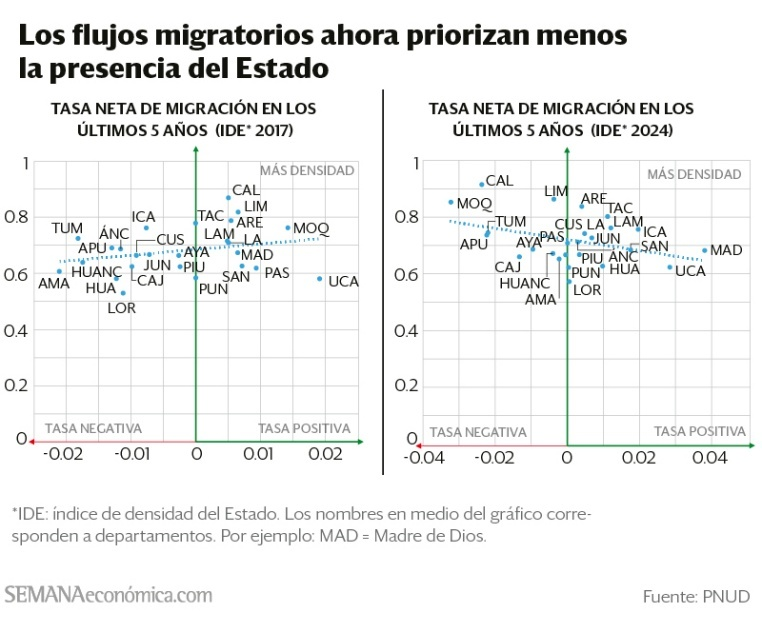 Los flujos migratorios ahora priorizan menos
la presencia del Estado
TASA NETA DE MIGRACIÓN EN LOS
ÚLTIMOS 5 AÑOS (IDE* 2017)
1
MÁS DENSIDAD
CAL
LIM
ICA
TAC
ARE
0.8
TUM
ÁNC
MOQ
APU
CUS
LAM
LA
AYA
MAD
HUANC
JUN
PIU
0.6
AMA
HUA
CAJ
SAN
PAS
UCA
PUN
LOR
0.4
0.2
TASA NEGATIVA
TASA POSITIVA
0
-0.02
-0.01
0
0.01
0.02
TASA NETA DE MIGRACIÓN EN LOS
ÚLTIMOS 5 AÑOS (IDE* 2024)
1
MÁS DENSIDAD
CAL
LIM
ARE
MOQ
TAC
0.8
TUM
CUS
LA
LAM
ICA
APU
AYA
PAS
JUN
SAN
MAD
PIU
ÁNC
CAJ
HUA
UCA
0.6
HUANC
PUN
AMA
LOR
0.4
0.2
TASA NEGATIVA
TASA POSITIVA
0
-0.04
-0.02
0
0.02
0.04
*IDE: índice de densidad del Estado. Los nombres en medio del gráfico corre-
sponden a departamentos. Por ejemplo: MAD = Madre de Dios.
SEMANAeconómica.com
Fuente: PNUD